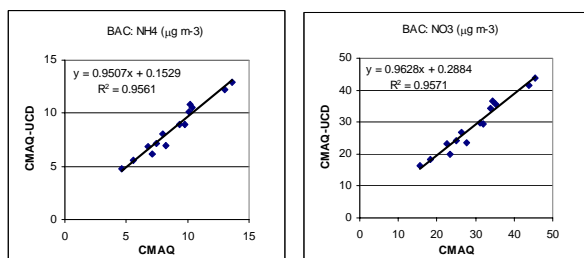 BAC: NH4 (µg m-3)
y = 0.9507x + 0.1529
R² = 0.9561
CMAQ-UCD
15
10
5
0
0 5 10 15
CMAQ
BAC: NO3 (µg m-3)
y = 0.9628x + 0.2884
R² = 0.9571
CMAQ-UCD
50
40
30
20
10
0
0 10 20 30 40 50
CMAQ